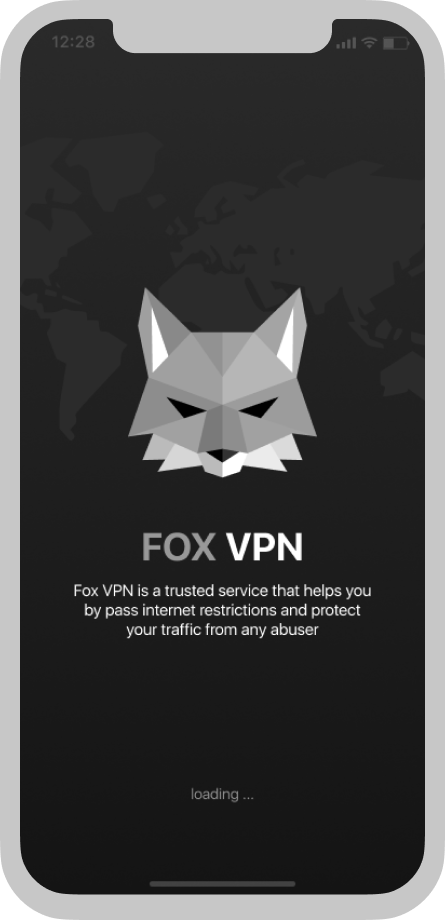 12:28
FOX VPN
Fox VPN is a trusted service that helps you
by pass internet restrictions and protect
your traffic from any abuser
loading ...